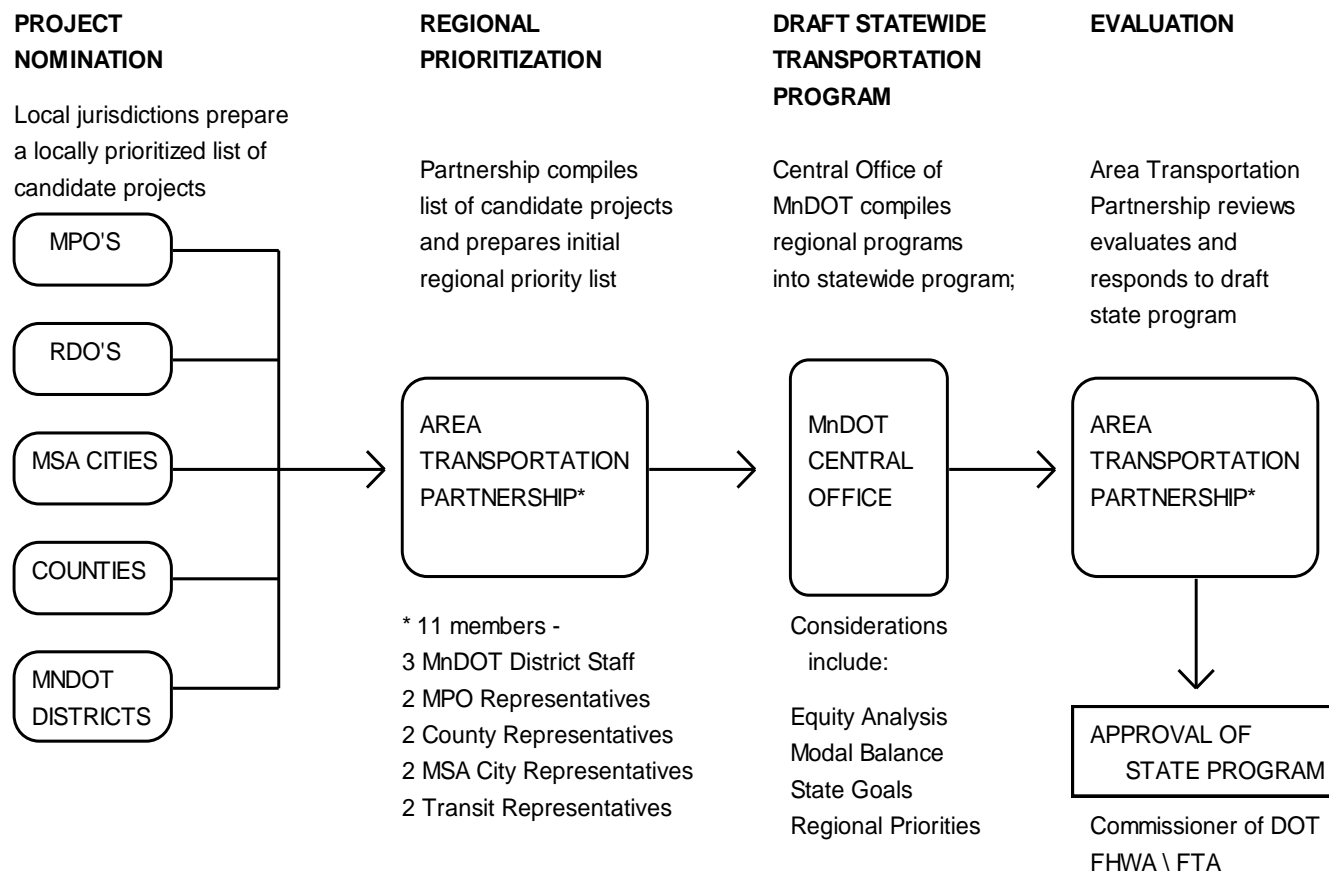 PROJECT
NOMINATION
Local jurisdictions prepare
a locally prioritized list of
candidate projects
MPO'S
RDO'S
MSA CITIES
COUNTIES
MNDOT
DISTRICTS
REGIONAL
PRIORITIZATION
Partnership compiles
list of candidate projects
and prepares initial
regional priority list
AREA
TRANSPORTATION
PARTNERSHIP*
* 11 members -
3 MnDOT District Staff
2 MPO Representatives
2 County Representatives
2 MSA City Representatives
2 Transit Representatives
DRAFT STATEWIDE
TRANSPORTATION
PROGRAM
Central Office of
MnDOT compiles
regional programs
into statewide program;
MnDOT
CENTRAL
OFFICE
Considerations
include:
Equity Analysis
Modal Balance
State Goals
Regional Priorities
EVALUATION
Area Transportation
Partnership reviews
evaluates and
responds to draft
state program
AREA
TRANSPORTATION
PARTNERSHIP*
APPROVAL OF
STATE PROGRAM
Commissioner of DOT
FHWA \ FTA